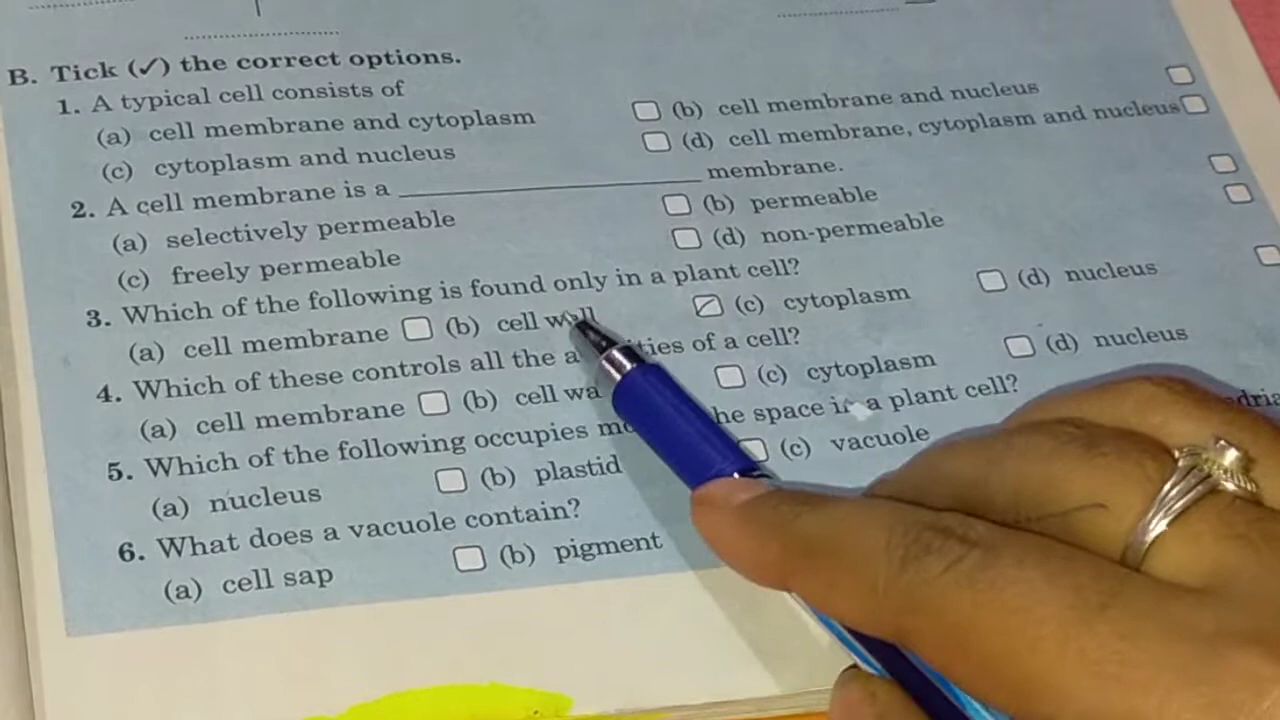 B. Tick (✓) the correct options.
1. A typical cell consists of
(a) cell membrane and cytoplasm (b) cell membrane and nucleus
(c) cytoplasm and nucleus (d) cell membrane, cytoplasm and nucleus
2. A cell membrane is a ______ membrane.
(a) selectively permeable (b) permeable
(c) freely permeable (d) non-permeable
3. Which of the following is found only in a plant cell?
(a) cell membrane (b) cell wall (c) cytoplasm (d) nucleus
4. Which of these controls all the of a cell?
(a) cell membrane (b) cell (c) cytoplasm (d) nucleus
5. Which of the following occupies space in a plant cell?
(a) nucleus (b) plastid (c) vacuole
6. What does a vacuole contain?
(a) cell sap (b) pigment